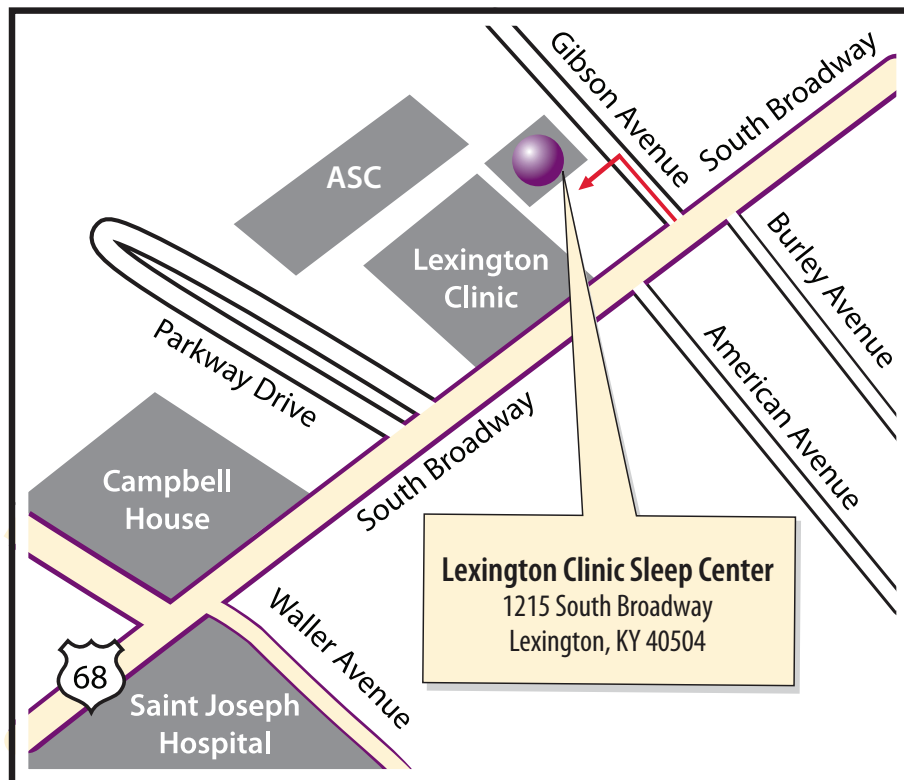 Gibson Avenue
South Broadway
ASC
Burley Avenue
Lexington
Clinic
American Avenue
Parkway Drive
South Broadway
Campbell
House
Lexington Clinic Sleep Center
1215 South Broadway
Lexington, KY 40504
Waller Avenue
68
Saint Joseph
Hospital